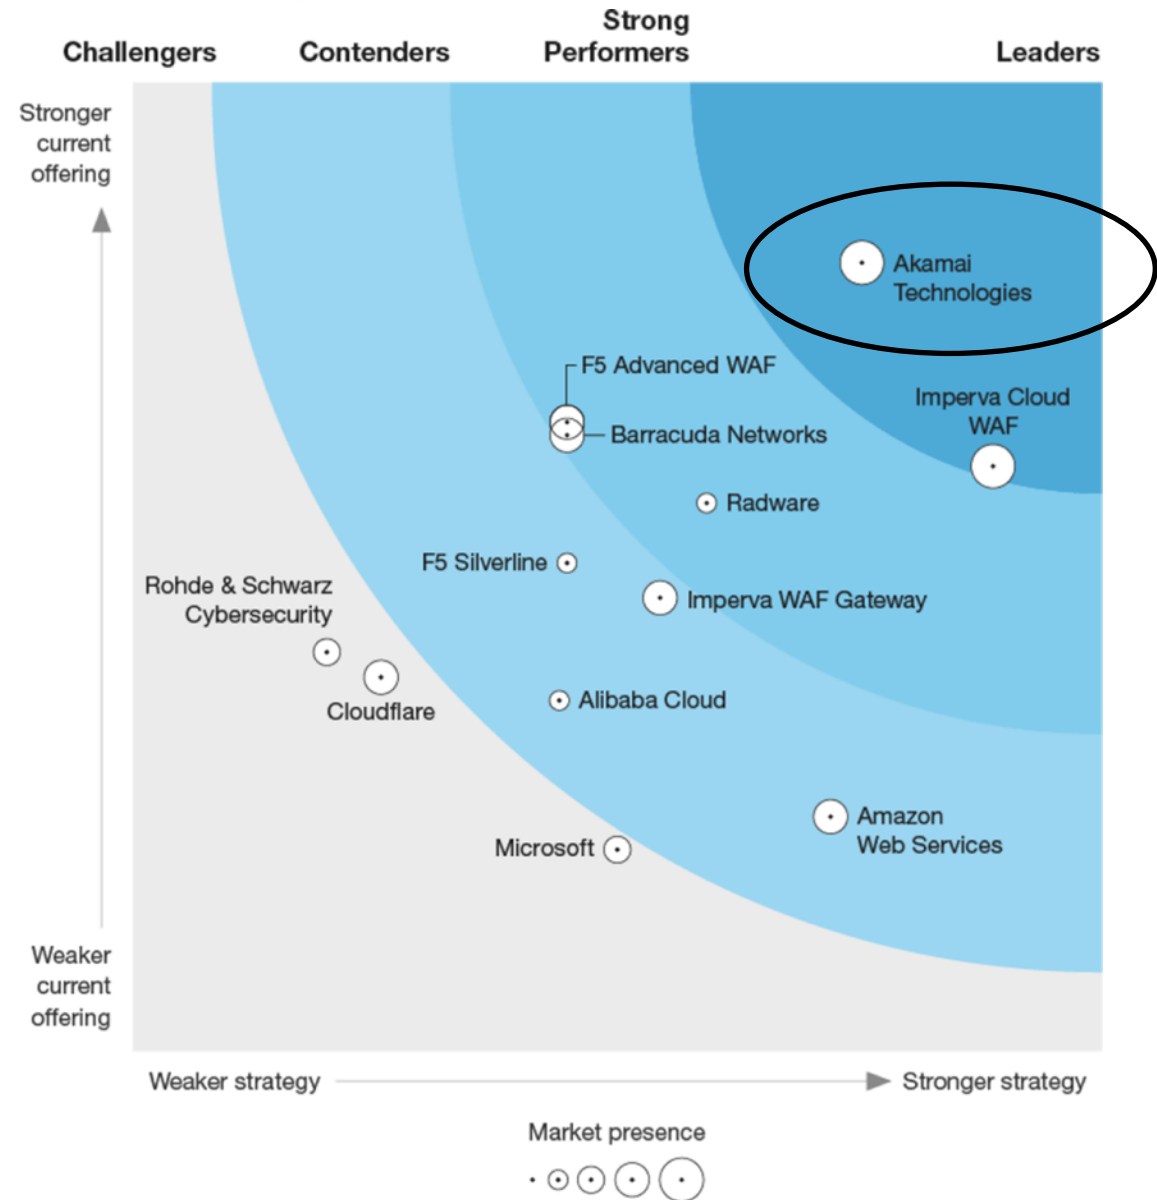 Strong
Challengers Contenders Performers Leaders
Stronger
current
offering
Akamai
Technologies
F5 Advanced WAF
Imperva Cloud
WAF
Barracuda Networks
Radware
F5 Silverline
Rohde & Schwarz
Cybersecurity
Imperva WAF Gateway
Cloudflare
Alibaba Cloud
Amazon
Web Services
Microsoft
Weaker
current
offering
Weaker strategy
Stronger strategy
Market presence